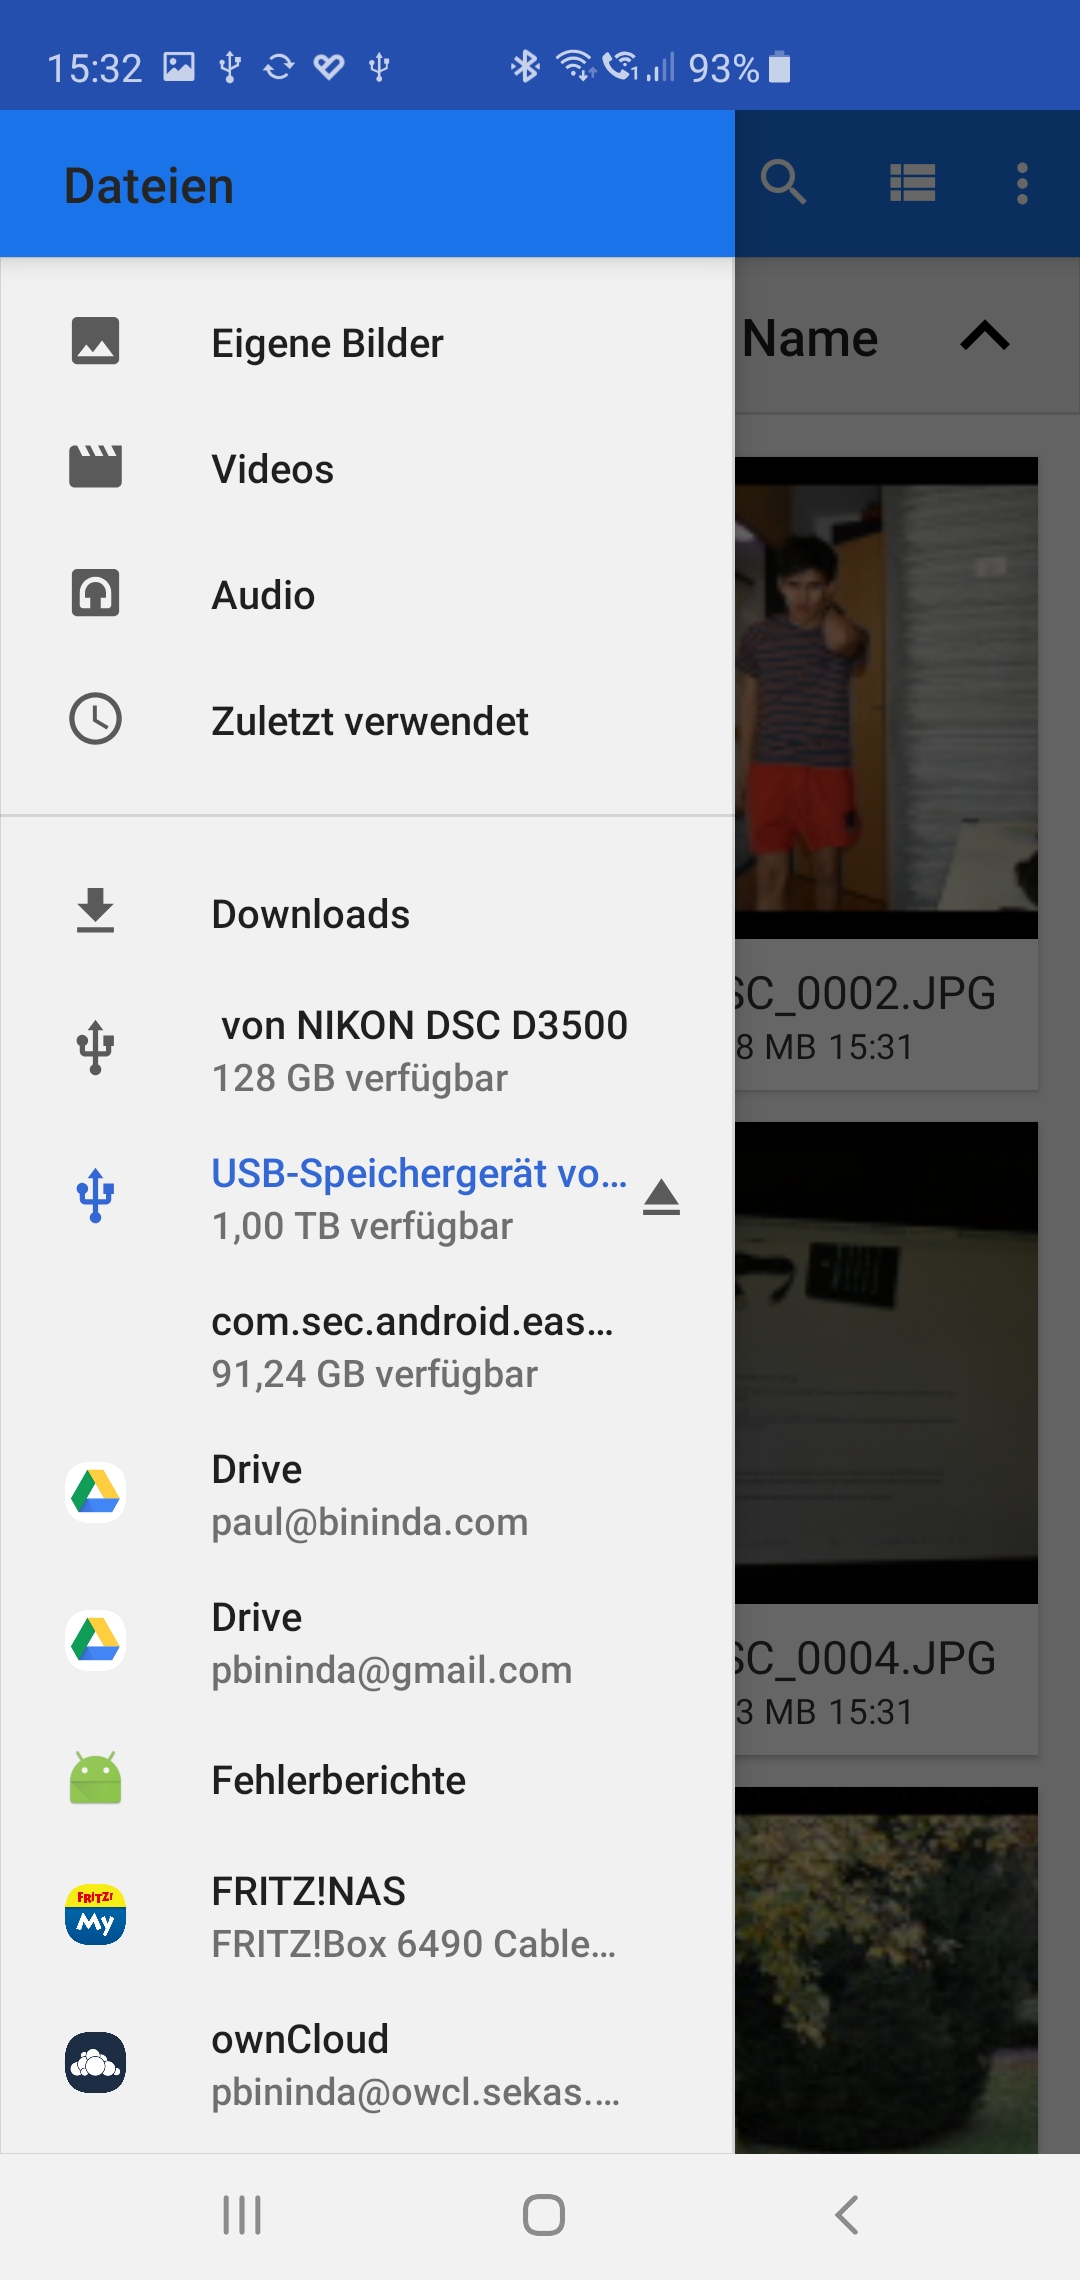 15:32
93%
Dateien
Name
Eigene Bilder
Videos
Audio
Zuletzt verwendet
Downloads
von NIKON DSC D3500
128 GB verfügbar
USB-Speichergerät vo...
1,00 TB verfügbar
com.sec.android.eas...
91,24 GB verfügbar
Drive
paul@bininda.com
Drive
pbininda@gmail.com
Fehlerberichte
FRITZ!
My
FRITZ!NAS
FRITZ!Box 6490 Cable...
ownCloud
pbininda@owcl.sekas....
SC_0002.JPG
8 MB 15:31
SC_0004.JPG
3 MB 15:31